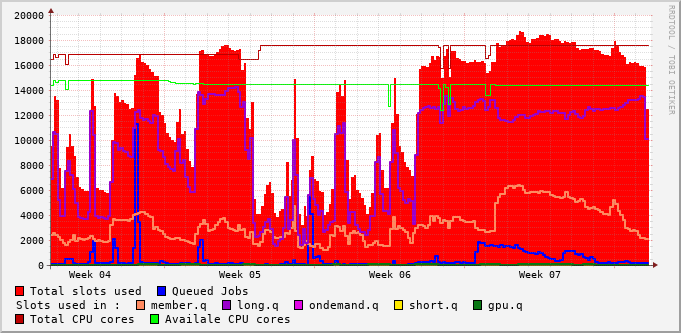 RRDTOOL / TOBI OETIKER
20000
18000
16000
14000
12000
10000
8000
6000
4000
2000
0
Week 04 Week 05 Week 06 Week 07
Total slots used Queued Jobs
Slots used in : member.q long.q ondemand.q short.q gpu.q
Total CPU cores Availale CPU cores